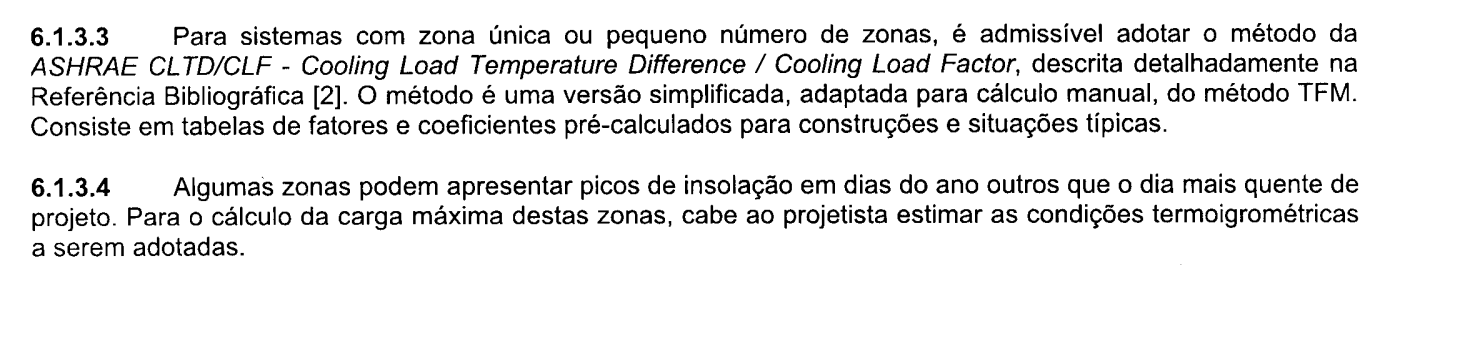 6.1.3.3 Para sistemas com zona única ou pequeno número de zonas, é admissível adotar o método da
ASHRAE CLTD/CLF - Cooling Load Temperature Difference / Cooling Load Factor, descrita detalhadamente na
Referência Bibliográfica [2]. O método é uma versão simplificada, adaptada para cálculo manual, do método TFM.
Consiste em tabelas de fatores e coeficientes pré-calculados para construções e situações típicas.
6.1.3.4 Algumas zonas podem apresentar picos de insolação em dias do ano outros que o dia mais quente de
projeto. Para o cálculo da carga máxima destas zonas, cabe ao projetista estimar as condições termoigrométricas
a serem adotadas.